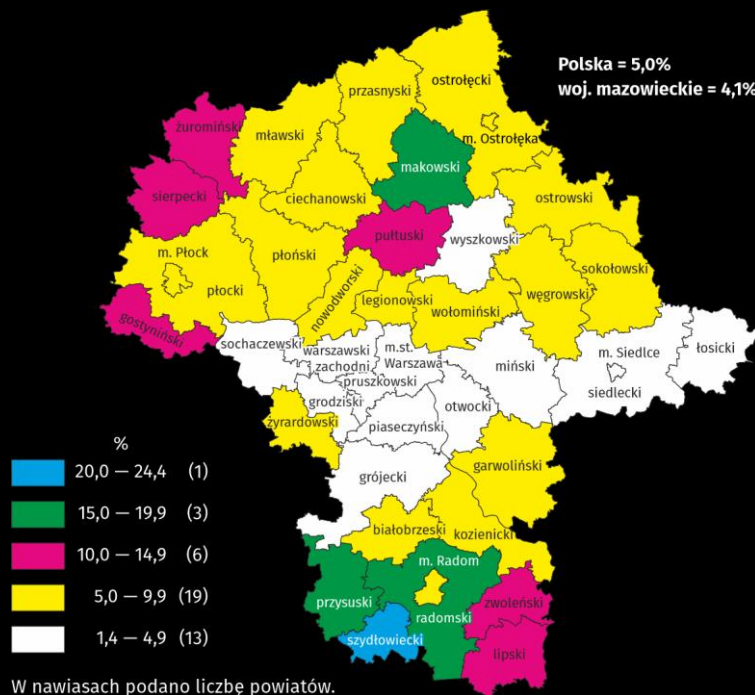 Polska = 5,0%
woj. mazowieckie = 4,1%
ostrołęcki
przasnyski
żuromiński
mławski
m. Ostrołęka
makowski
sierpecki
ciechanowski
ostrowski
pułtuski
wyszkowski
m. Płock
płoński
sokołowski
węgrowski
płocki
nowodworski
legionowski
wołomiński
gostyniński
sochaczewski
warszawski
zachodni
m.st.
Warszawa
miński
m. Siedlce
łosicki
pruszkowski
siedlecki
grodziski
otwocki
piaseczyński
żyrardowski
grójecki
garwoliński
białobrzeski
kozienicki
m. Radom
przysuski
radomski
zwoleński
szydłowiecki
lipski
%
20,0 — 24,4 (1)
15,0 — 19,9 (3)
10,0 — 14,9 (6)
5,0 — 9,9 (19)
1,4 — 4,9 (13)
W nawiasach podano liczbę powiatów.